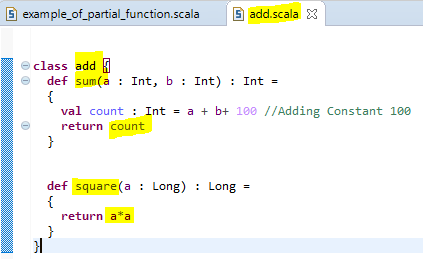 example_of_partial_function.scala
add.scala
class add {
def sum(a : Int, b : Int) : Int =
{
val count : Int = a + b+ 100 //Adding Constant 100
return count
}
def square(a : Long) : Long =
{
return a*a
}
}